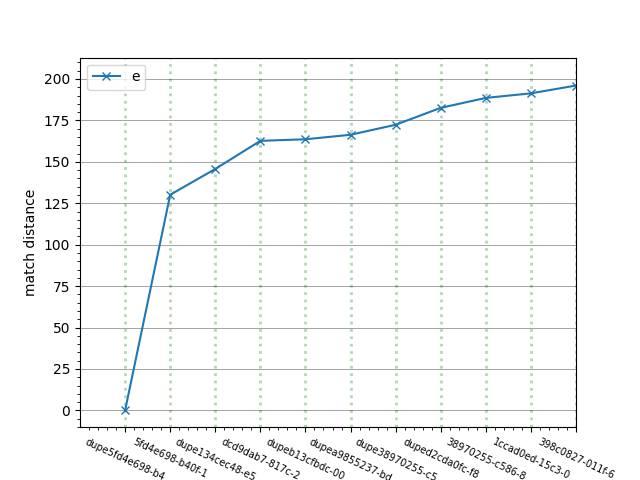 e
200
175
150
125
100
75
50
25
0
match distance
dupe5fd4e698-b4
5fd4e698-b40f-1
dupe134cec48-e5
dcd9dab7-817c-2
dupeb13cfbdc-00
dupea9855237-bd
dupe38970255-c5
duped2cda0fc-f8
38970255-c586-8
1ccad0ed-15c3-0
398c0827-011f-6